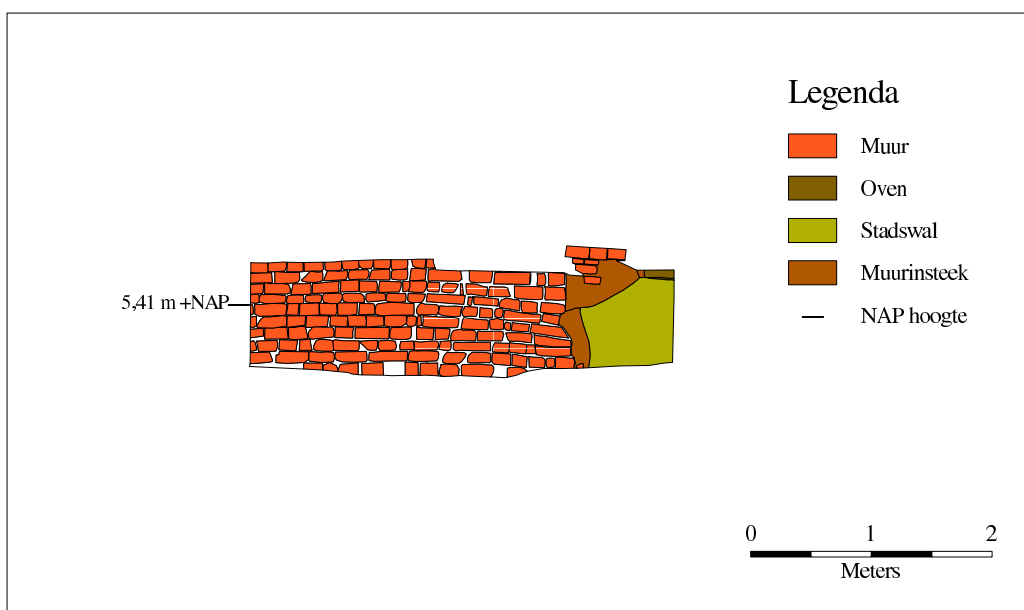 Legenda
Muur
Oven
Stadswal
Muurinsteek
NAP hoogte
5,41 m +NAP
0 1 2
Meters